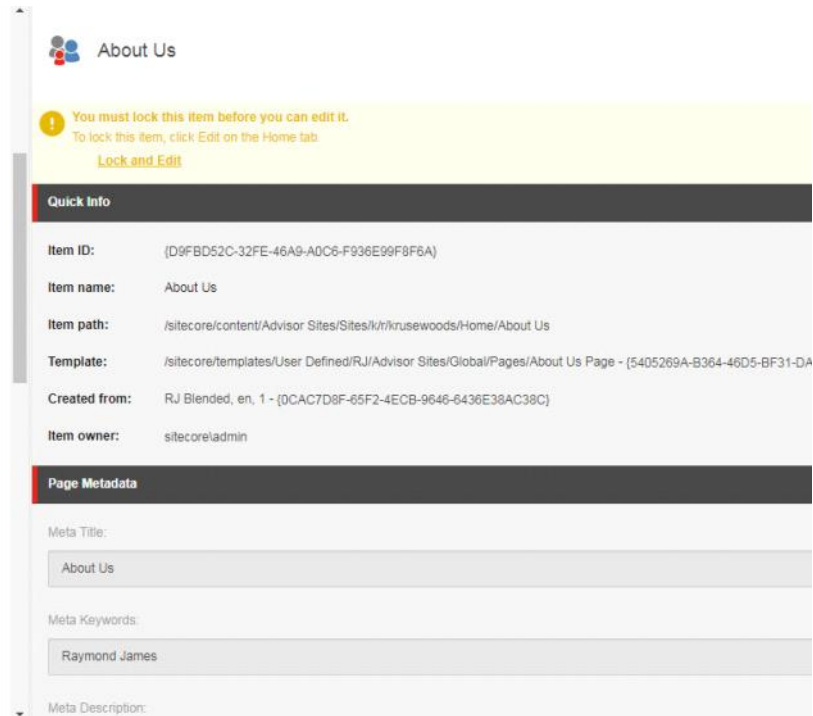 About Us
You must lock this item before you can edit it.
To lock this item, click Edit on the Home tab
Lock and Edit
Quick Info
Item ID: {D9FBD52C-32FE-46A9-A0C6-F936E99F8F6A}
Item name: About Us
Item path: /sitecore/content/Advisor Sites/Sites/k/r/krusewoods/Home/About Us
Template: /sitecore/templates/User Defined/RJ/Advisor Sites/Global/Pages/About Us Page - {5405269A-B364-46D5-BF31-DA
Created from: RJ Blended, en, 1 - {0CAC7D8F-65F2-4ECB-9646-6436E38AC38C}
Item owner: sitecore\admin
Page Metadata
Meta Title:
About Us
Meta Keywords:
Raymond James
Meta Description: